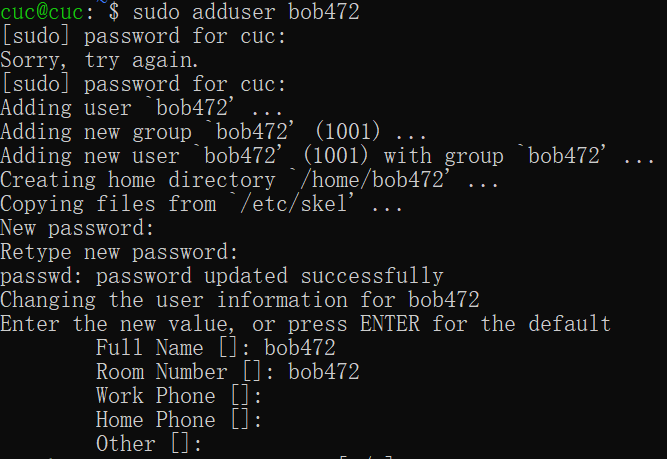 cuc@cuc:~$ sudo adduser bob472
[sudo] password for cuc:
Sorry, try again.
[sudo] password for cuc:
Adding user `bob472' ...
Adding new group `bob472' (1001) ...
Adding new user `bob472' (1001) with group `bob472' ...
Creating home directory `/home/bob472' ...
Copying files from `/etc/skel' ...
New password:
Retype new password:
passwd: password updated successfully
Changing the user information for bob472
Enter the new value, or press ENTER for the default
Full Name []: bob472
Room Number []: bob472
Work Phone []:
Home Phone []:
Other []: